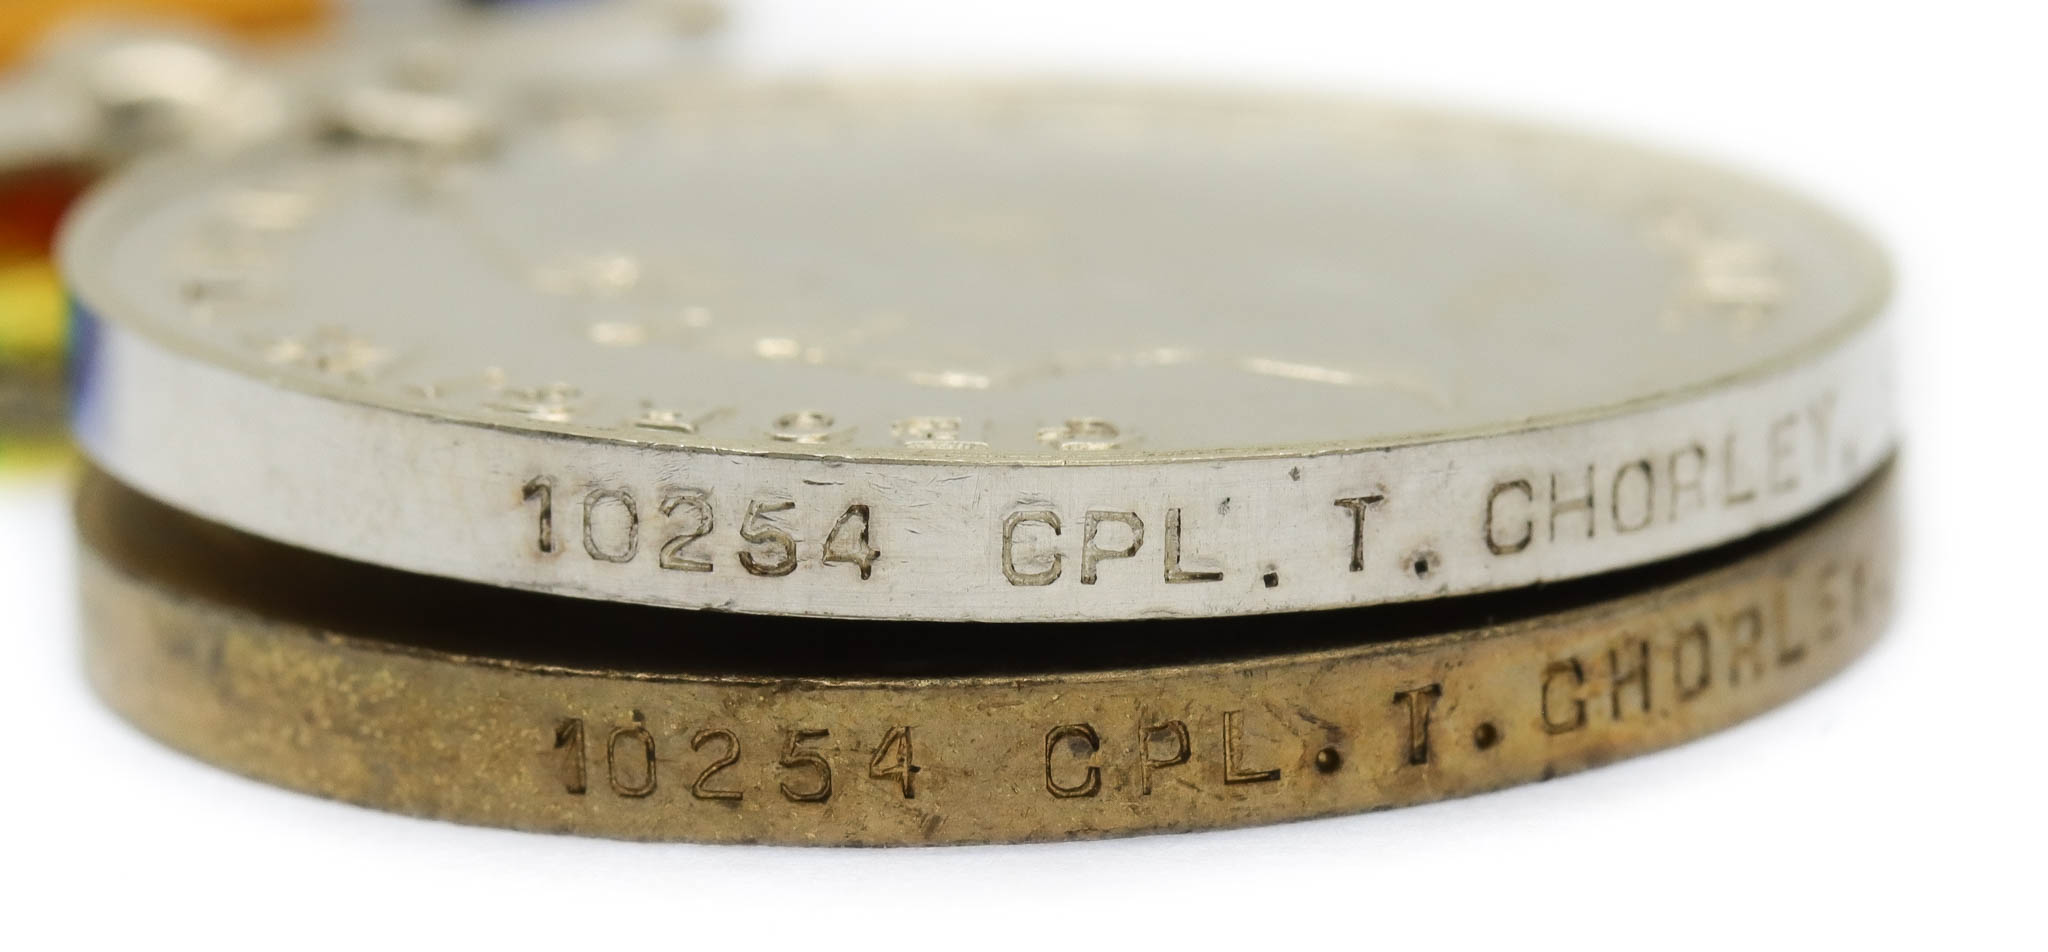 10254 CPL. T. CHORLEY.
10254 CPL. T. CHORLEY.